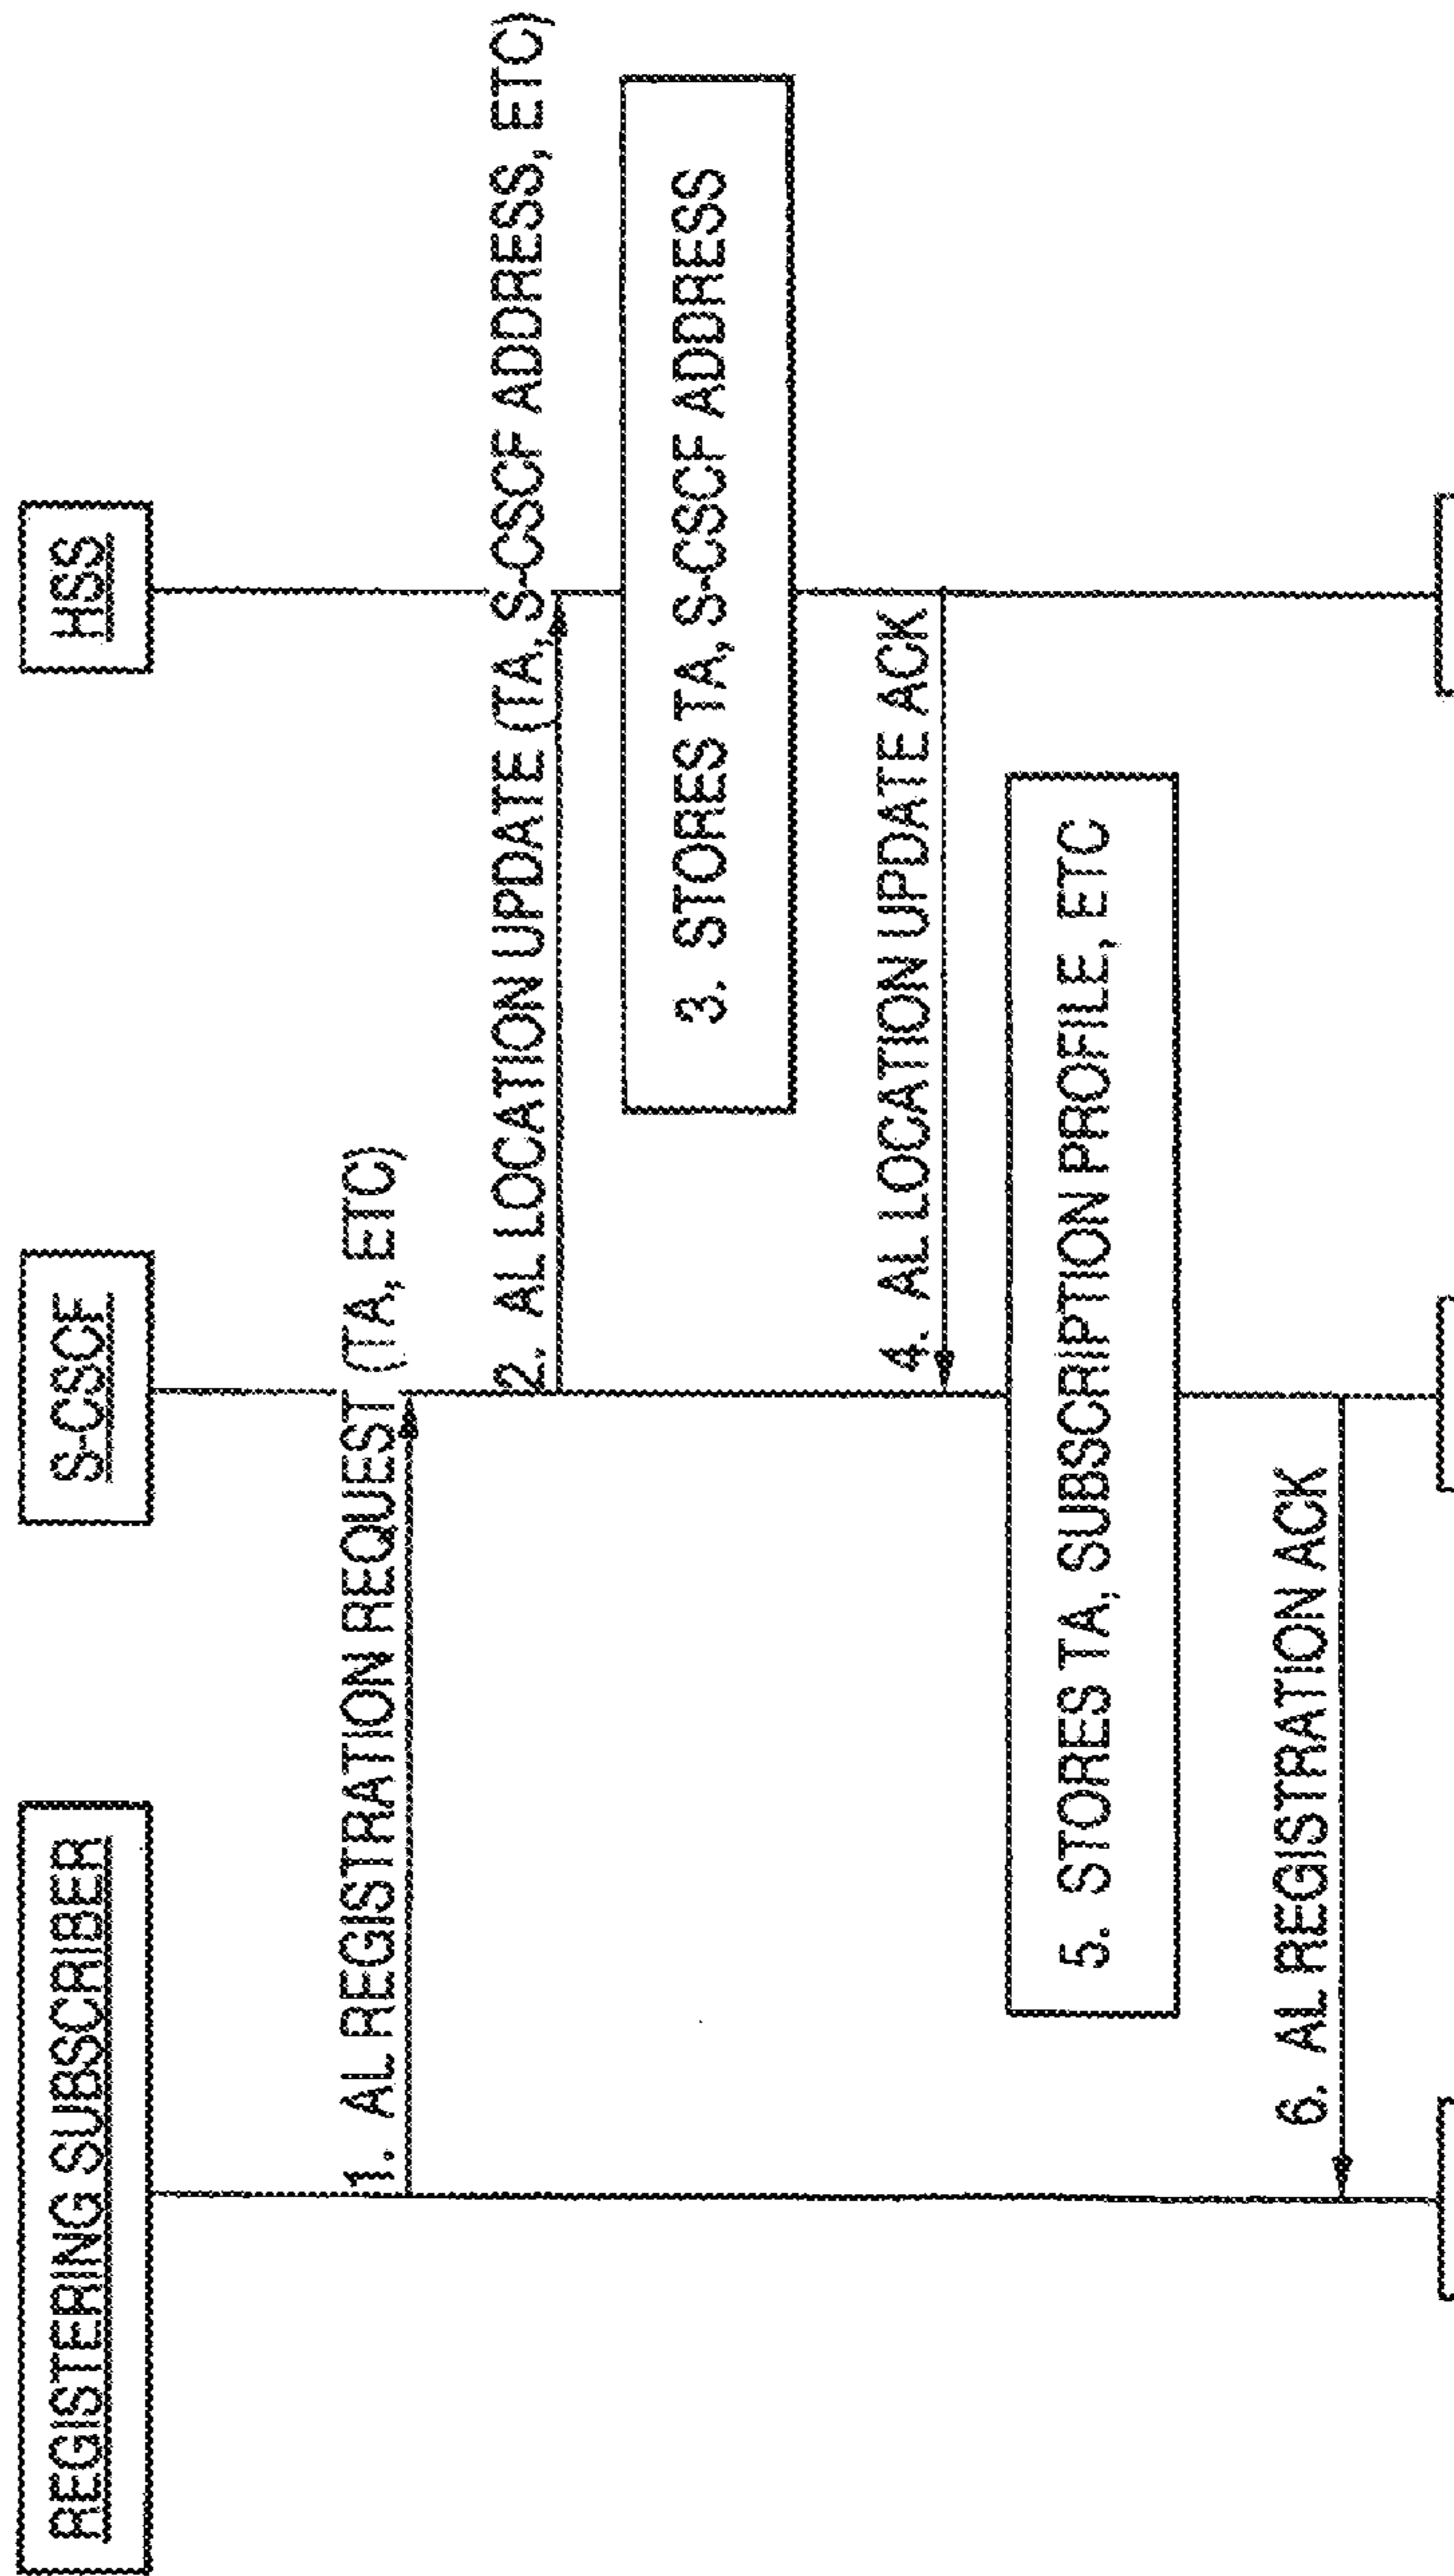 REGISTERING SUBSCRIBER
S-CSCF
HSS
1. AL REGISTRATION REQUEST (TA, ETC)
2. AL LOCATION UPDATE (TA, S-CSCF ADDRESS, ETC)
3. STORES TA, S-CSCF ADDRESS
4. AL LOCATION UPDATE ACK
5. STORES TA, SUBSCRIPTION PROFILE, ETC
6. AL REGISTRATION ACK